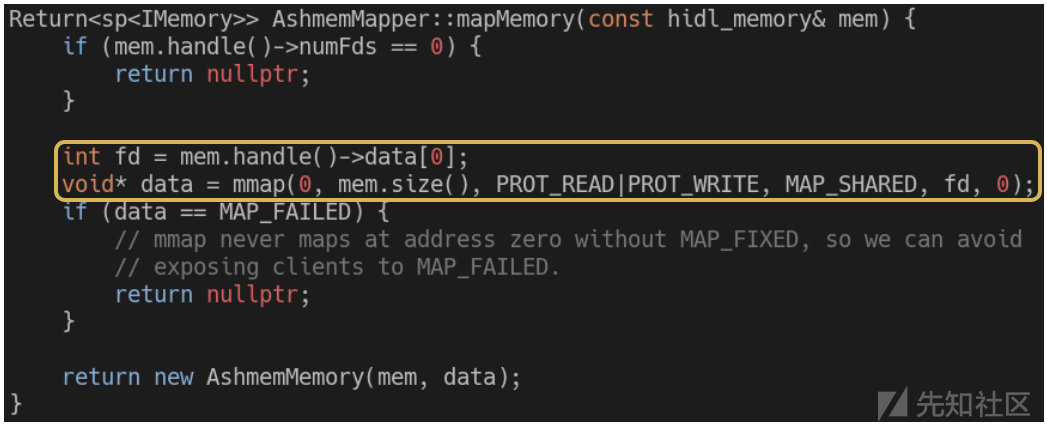 Return<sp<IMemory>> AshmemMapper::mapMemory(const hidl_memory& mem) {
    if (mem.handle()->numFds == 0) {
        return nullptr;
    }

    int fd = mem.handle()->data[0];
    void* data = mmap(0, mem.size(), PROT_READ|PROT_WRITE, MAP_SHARED, fd, 0);
    if (data == MAP_FAILED) {
        // mmap never maps at address zero without MAP_FIXED, so we can avoid
        // exposing clients to MAP_FAILED.
        return nullptr;
    }

    return new AshmemMemory(mem, data);
}
先知社区